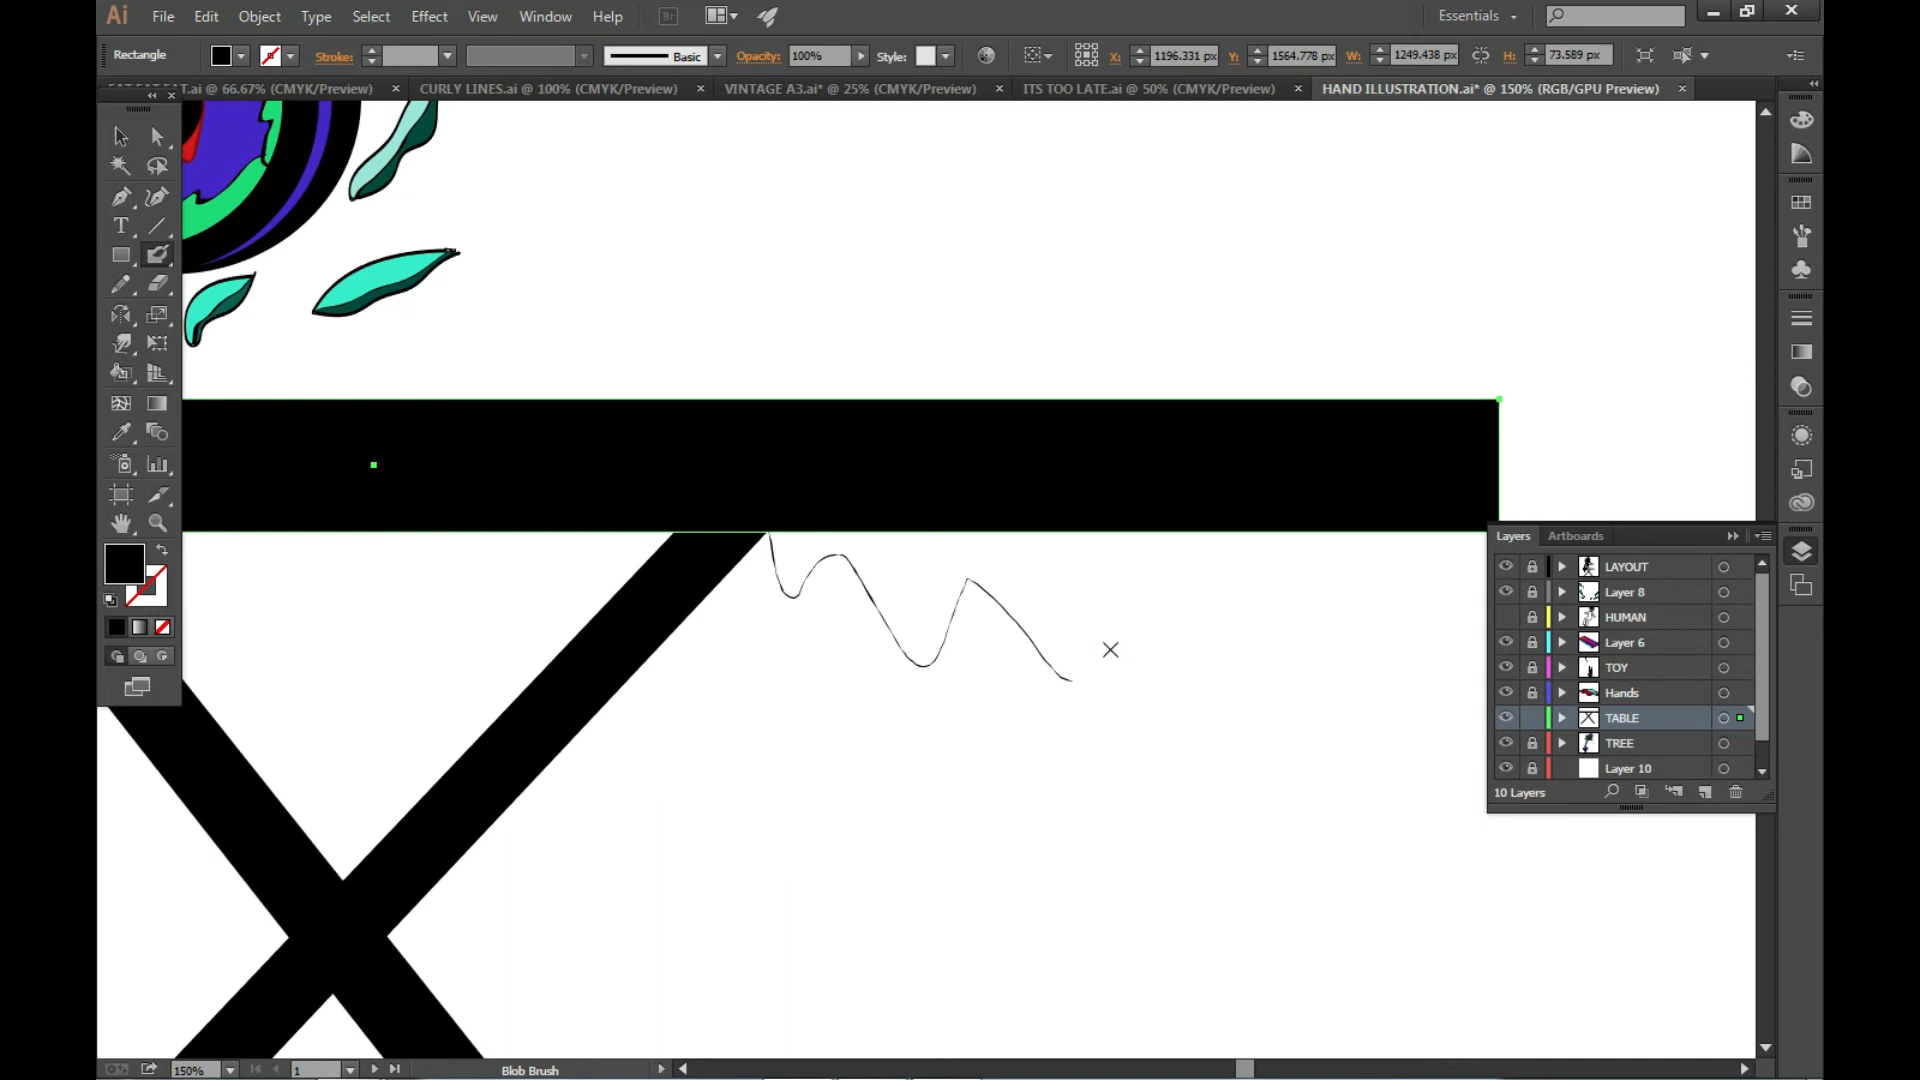 Ai File Edit Object Type Select Effect View Window Help Br Essentials
Rectangle Stroke: Basic Opacity: 100% Style: X: 1196.331 px Y: 1564.778 px W: 1249.438 px H: 73.589 px
T.ai @ 66.67% (CMYK/Preview) CURLY LINES.ai @ 100% (CMYK/Preview) VINTAGE A3.ai* @ 25% (CMYK/Preview) ITS TOO LATE.ai @ 50% (CMYK/Preview) HAND ILLUSTRATION.ai* @ 150% (RGB/GPU Preview)
Layers Artboards
LAYOUT
Layer 8
HUMAN
Layer 6
TOY
Hands
TABLE
TREE
Layer 10
10 Layers
150% 1 Blob Brush